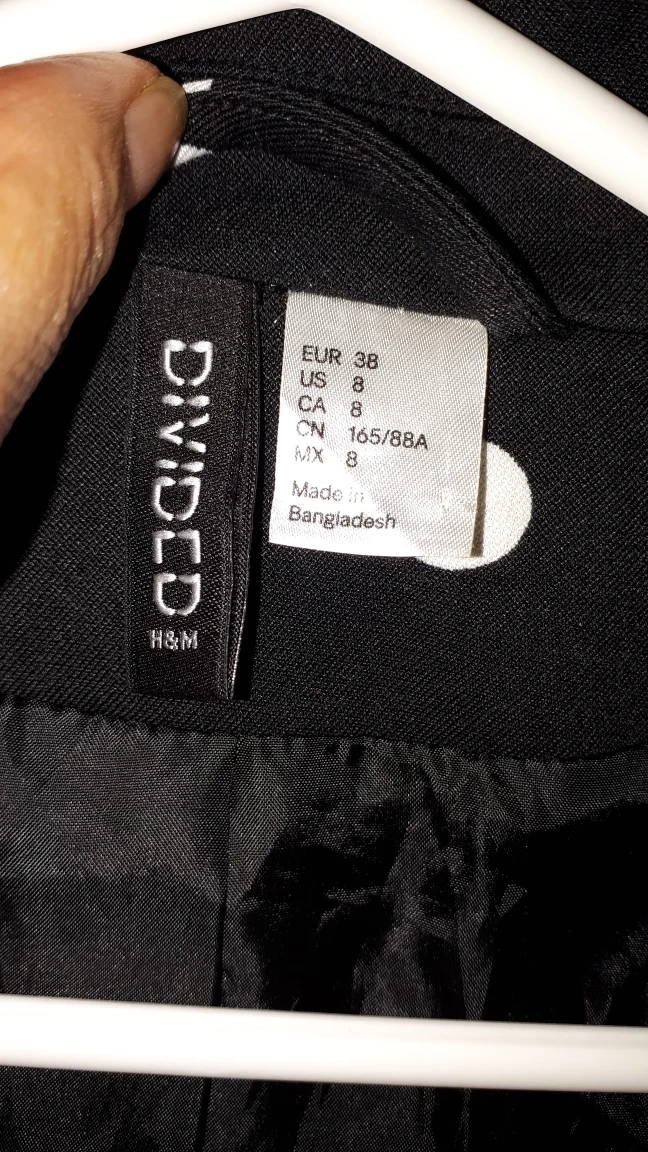 DIVIDED
H&M
EUR 38
US 8
CA 8
CN 165/88A
MX 8
Made in
Bangladesh